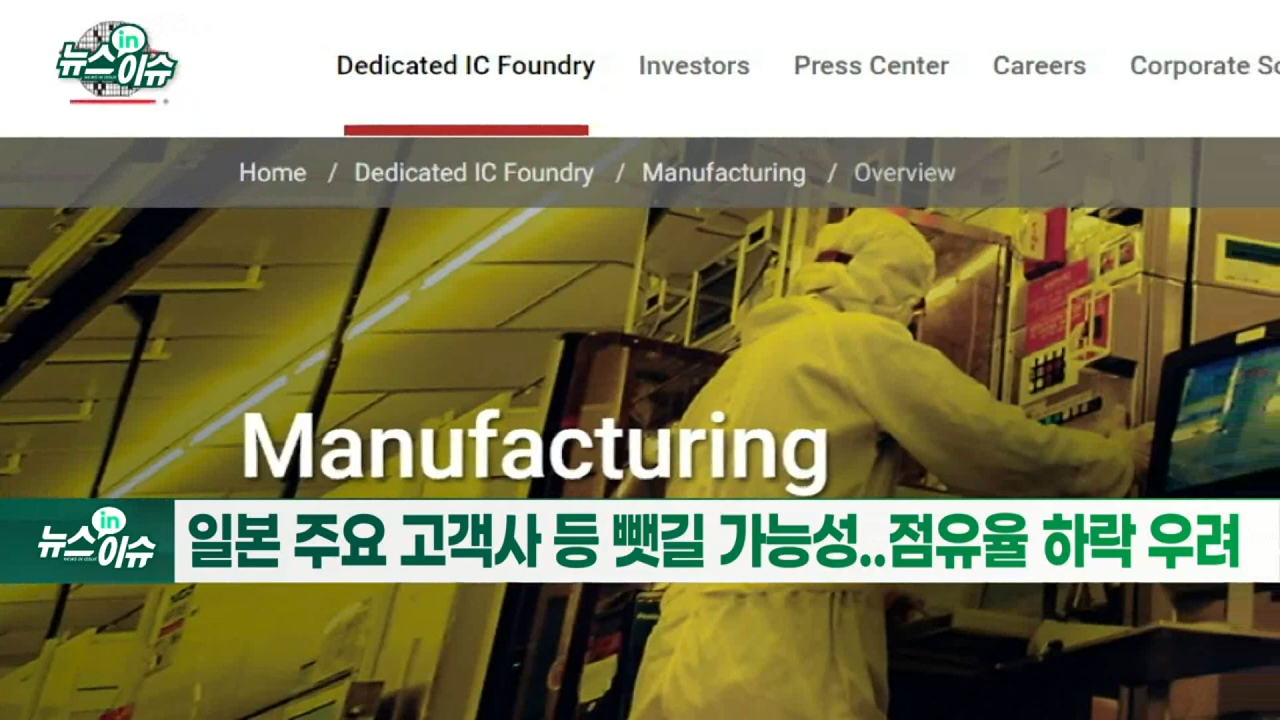 뉴스in이슈
Dedicated IC Foundry Investors Press Center Careers Corporate
Home / Dedicated IC Foundry / Manufacturing / Overview
Manufacturing
뉴스in이슈 일본 주요 고객사 등 뺏길 가능성..점유율 하락 우려